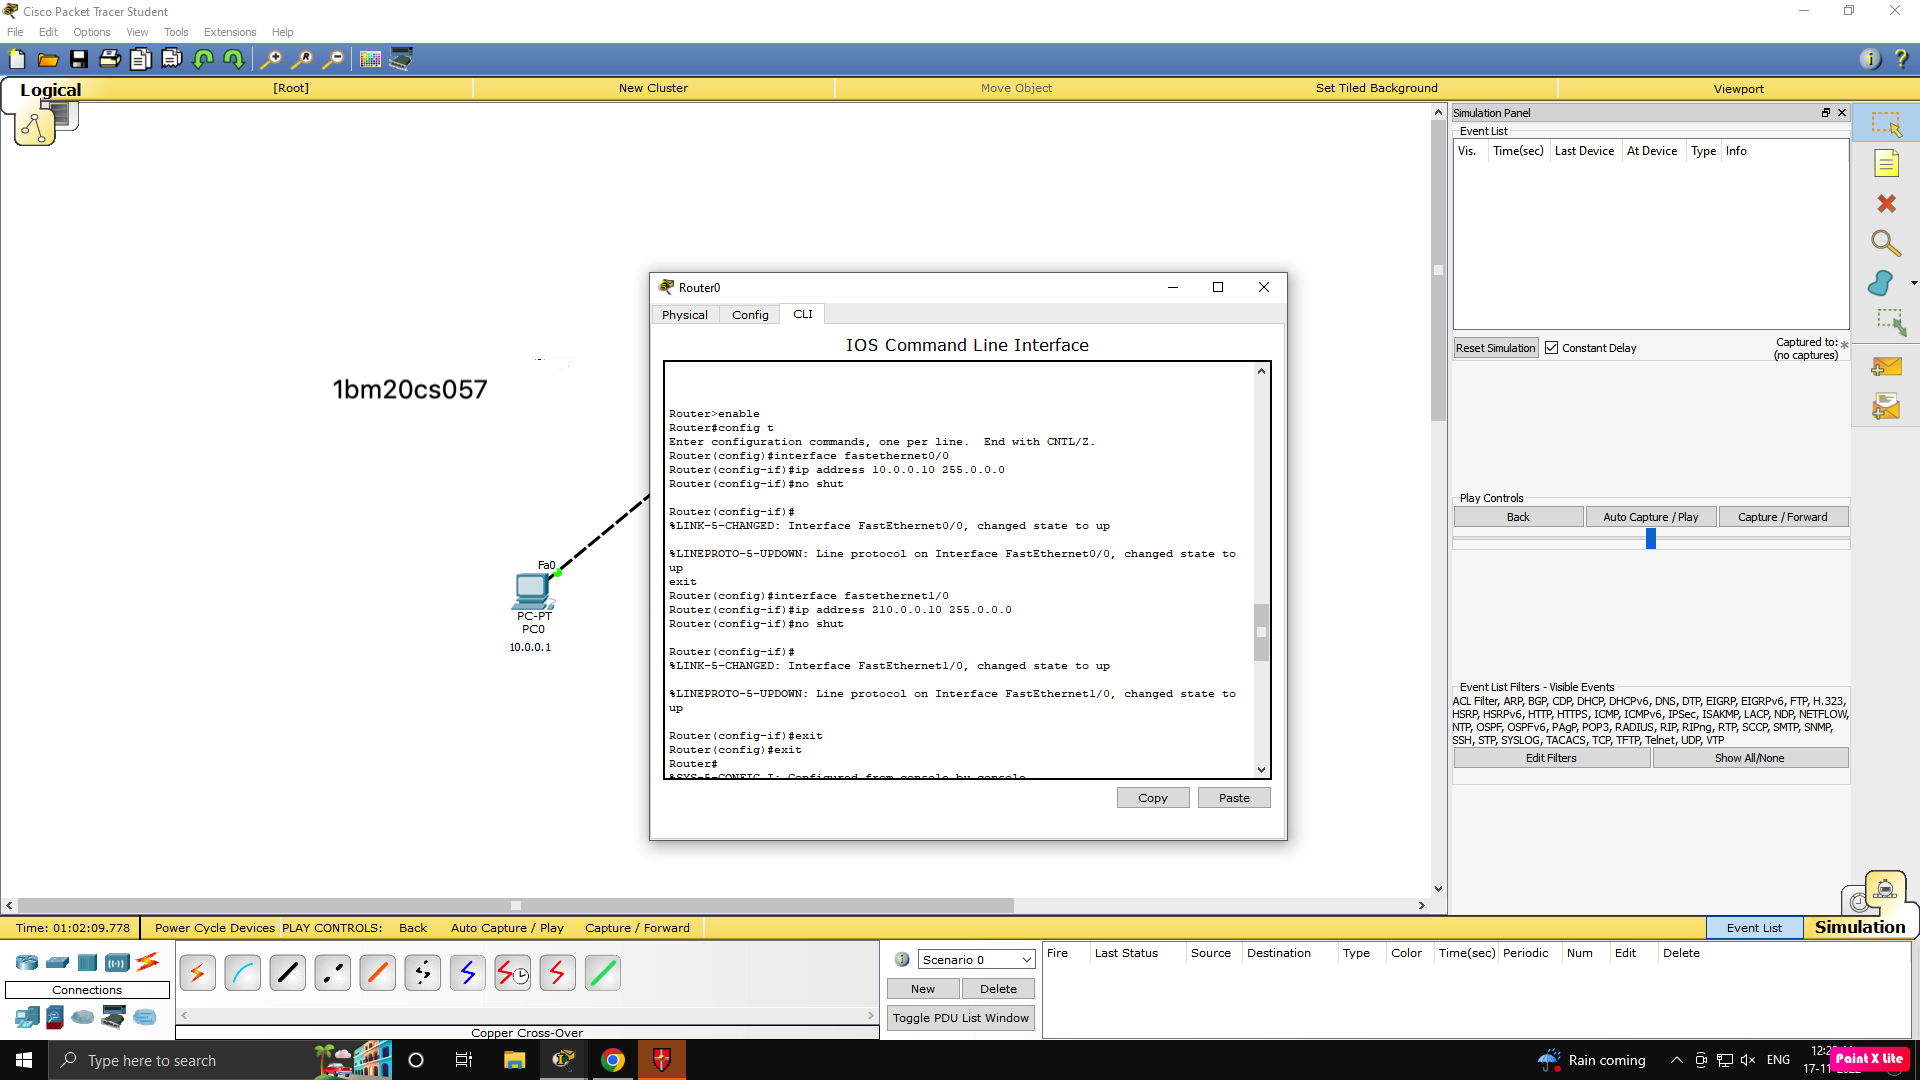 Cisco Packet Tracer Student
File Edit Options View Tools Extensions Help
Logical [Root] New Cluster Move Object Set Tiled Background Viewport
Simulation Panel
Event List
Vis. Time(sec) Last Device At Device Type Info
Reset Simulation Constant Delay Captured to:
(no captures)
Play Controls
Back Auto Capture / Play Capture / Forward
Event List Filters - Visible Events
ACL Filter, ARP, BGP, CDP, DHCP, DHCPv6, DNS, DTP, EIGRP, EIGRPv6, FTP, H.323,
HSRP, HSRPv6, HTTP, HTTPS, ICMP, ICMPv6, IPSec, ISAKMP, LACP, NDP, NETFLOW,
NTP, OSPF, OSPFv6, PAgP, POP3, RADIUS, RIP, RIPng, RTP, SCCP, SMTP, SNMP,
SSH, STP, SYSLOG, TACACS, TCP, TFTP, Telnet, UDP, VTP
Edit Filters Show All/None
1bm20cs057
Fa0
PC-PT
PC0
10.0.0.1
Router0
Physical Config CLI
IOS Command Line Interface
Router>enable
Router#config t
Enter configuration commands, one per line.  End with CNTL/Z.
Router(config)#interface fastethernet0/0
Router(config-if)#ip address 10.0.0.10 255.0.0.0
Router(config-if)#no shut
Router(config-if)#
%LINK-5-CHANGED: Interface FastEthernet0/0, changed state to up
%LINEPROTO-5-UPDOWN: Line protocol on Interface FastEthernet0/0, changed state to
up
exit
Router(config)#interface fastethernet1/0
Router(config-if)#ip address 210.0.0.10 255.0.0.0
Router(config-if)#no shut
Router(config-if)#
%LINK-5-CHANGED: Interface FastEthernet1/0, changed state to up
%LINEPROTO-5-UPDOWN: Line protocol on Interface FastEthernet1/0, changed state to
up
Router(config-if)#exit
Router(config)#exit
Router#
%SYS-5-CONFIG_I: Configured from console by console
Copy Paste
Time: 01:02:09.778 Power Cycle Devices PLAY CONTROLS: Back Auto Capture / Play Capture / Forward Event List Simulation
Connections
Copper Cross-Over
Scenario 0
New Delete
Toggle PDU List Window
Fire Last Status Source Destination Type Color Time(sec) Periodic Num Edit Delete
Type here to search
Rain coming
ENG
Paint X lite